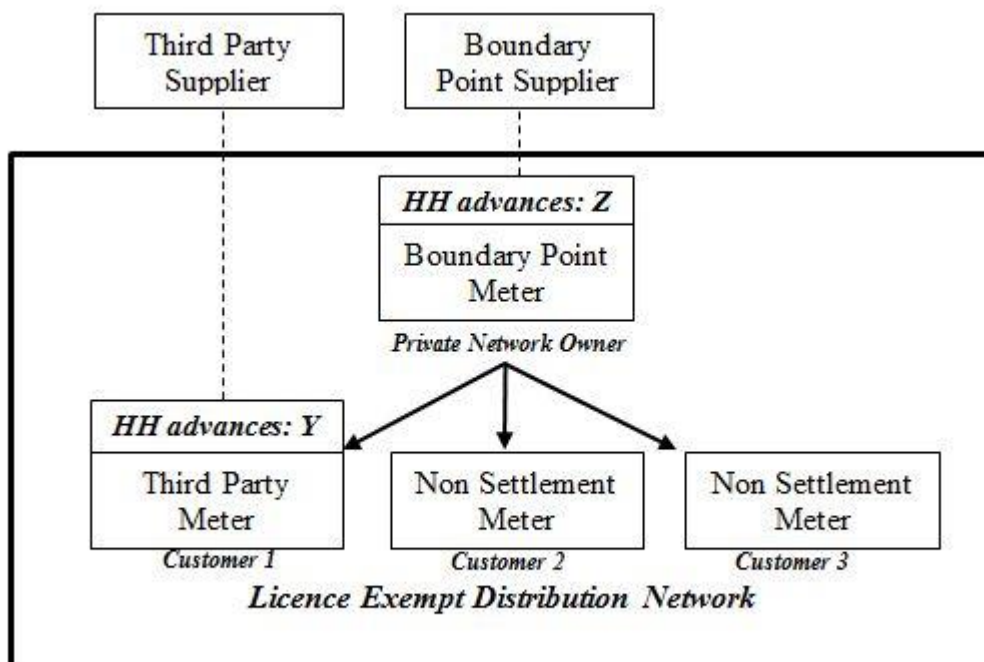 Third Party
Supplier
Boundary
Point Supplier
HH advances: Z
Boundary Point
Meter
Private Network Owner
HH advances: Y
Third Party
Meter
Customer 1
Non Settlement
Meter
Customer 2
Non Settlement
Meter
Customer 3
Licence Exempt Distribution Network